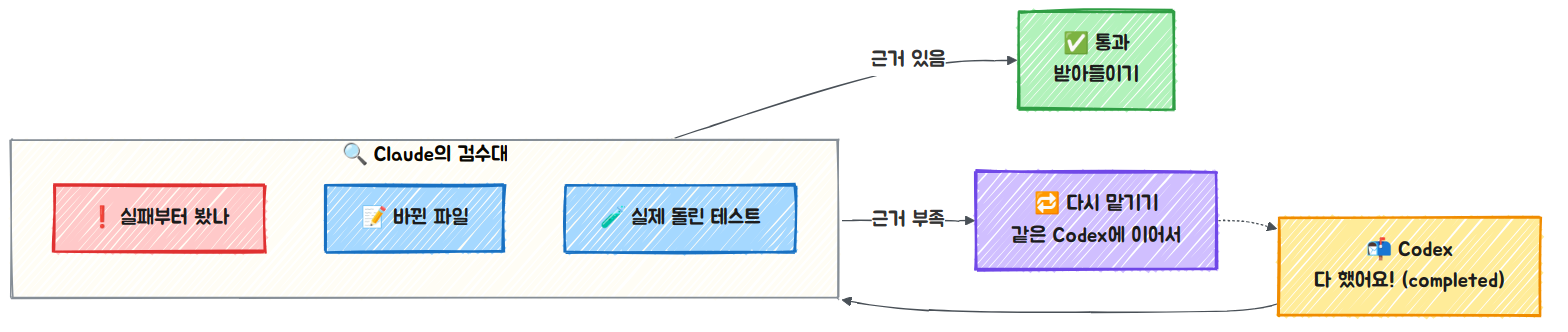 근거 있음
✅ 통과
받아들이기
🔍 Claude의 검수대
❗ 실패부터 봤나
📝 바뀐 파일
🧪 실제 돌린 테스트
근거 부족
🔁 다시 맡기기
같은 Codex에 이어서
📬 Codex
다 했어요! (completed)